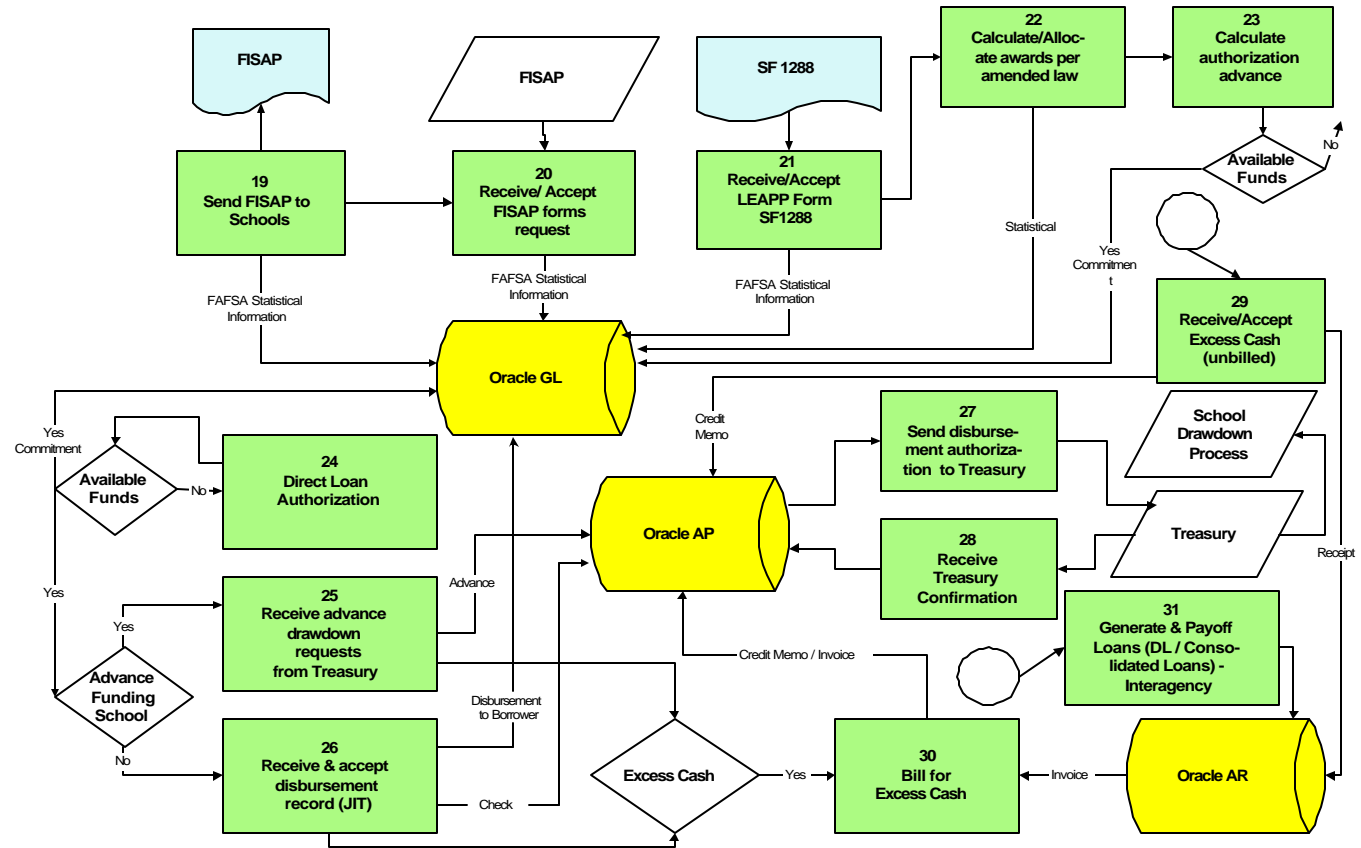 FISAP
FISAP
SF 1288
22
Calculate/Alloc-
ate awards per
amended law
23
Calculate
authorization
advance
No
Available
Funds
19
Send FISAP to
Schools
20
Receive/ Accept
FISAP forms
request
21
Receive/Accept
LEAPP Form
SF1288
Statistical
Yes
Commitmen
t
FAFSA Statistical
Information
FAFSA Statistical
Information
FAFSA Statistical
Information
29
Receive/Accept
Excess Cash
(unbilled)
Oracle GL
Yes
Commitment
Credit
Memo
27
Send disburse-
ment authoriza-
tion to Treasury
School
Drawdown
Process
24
Direct Loan
Authorization
Available
Funds
No
Oracle AP
28
Receive
Treasury
Confirmation
Treasury
Receipt
Yes
Advance
25
Receive advance
drawdown
requests
from Treasury
Yes
31
Generate & Payoff
Loans (DL / Conso-
lidated Loans) -
Interagency
Credit Memo / Invoice
Advance
Funding
School
Disbursement
to Borrower
No
26
Receive & accept
disbursement
record (JIT)
Check
Excess Cash
Yes
30
Bill for
Excess Cash
Invoice
Oracle AR